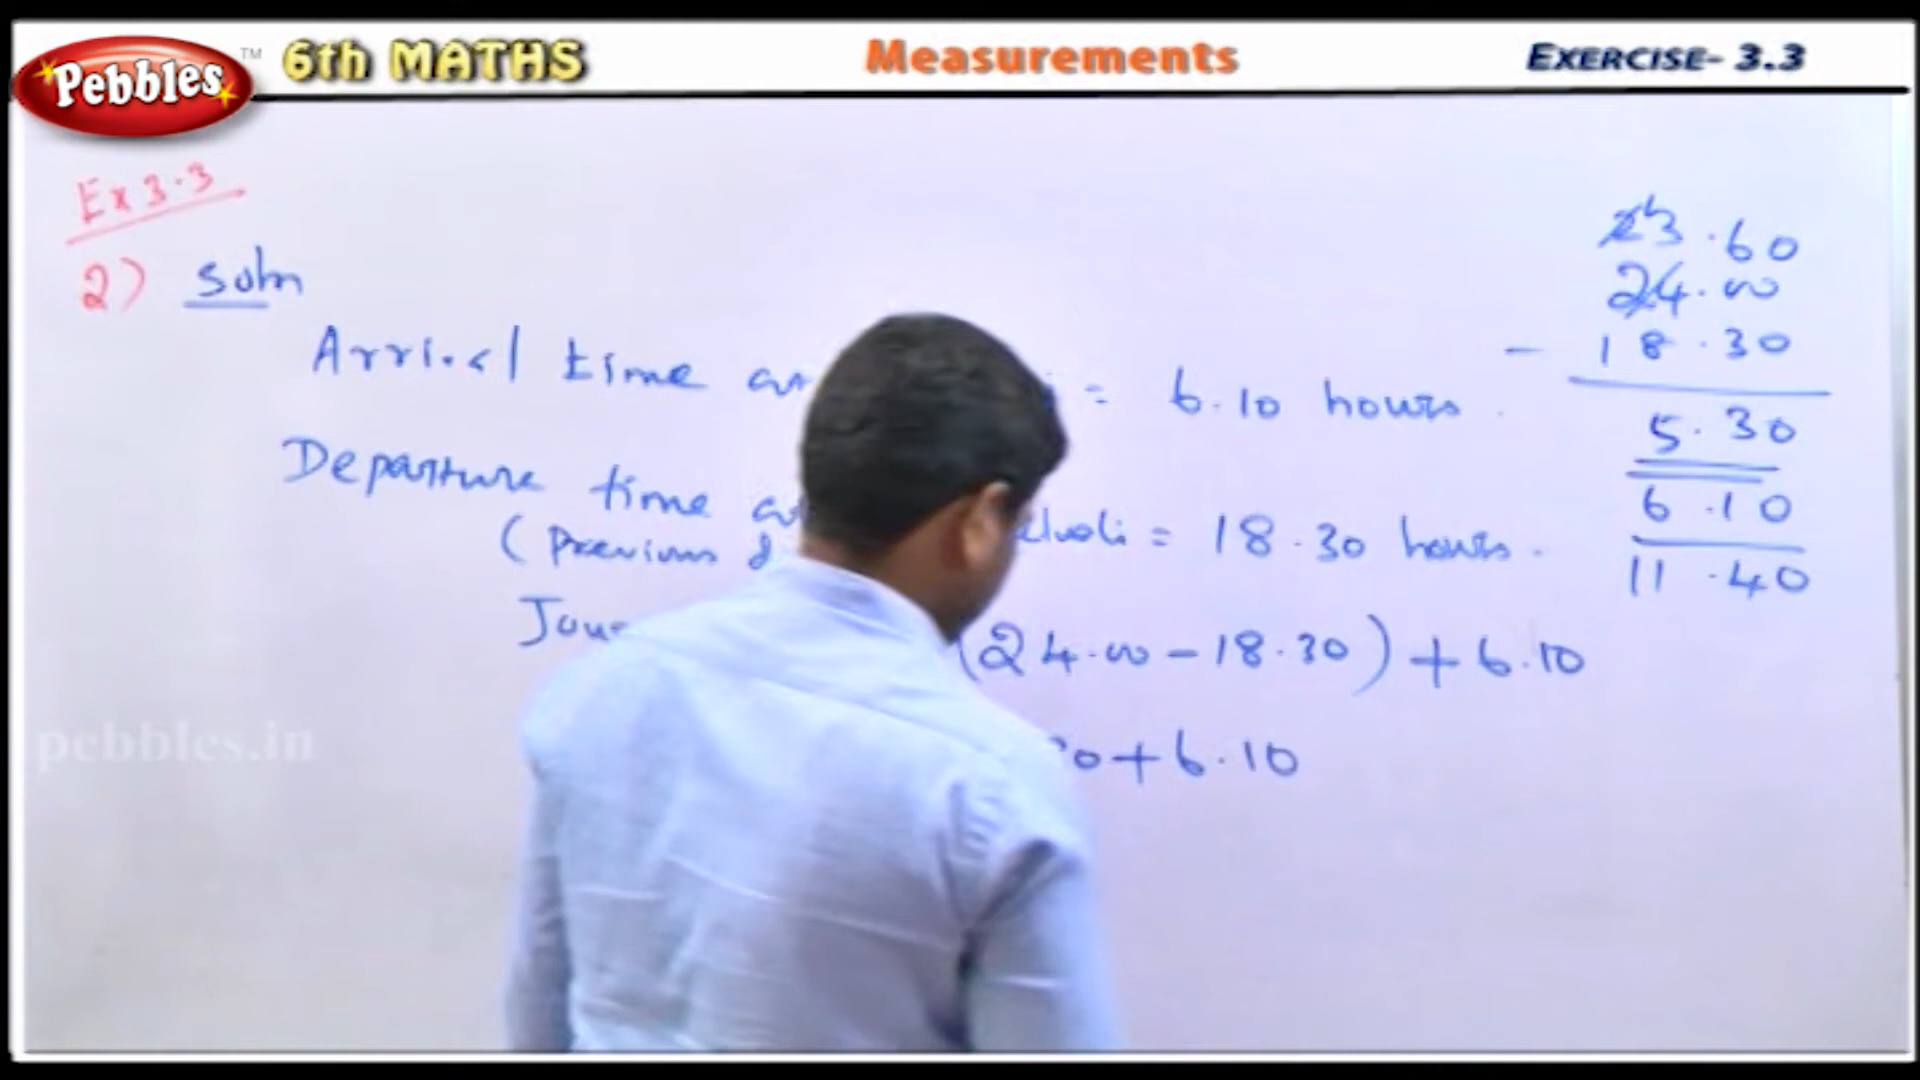 Pebbles™ 6th MATHS Measurements EXERCISE- 3.3
Ex 3.3
2) Soln
Arrival time at = 6.10 hours.
Departure time = 18.30 hours.
(Previous
(24.00 - 18.30) + 6.10
+ 6.10
23.60
24.00
- 18.30
5.30
6.10
11.40
pebbles.in